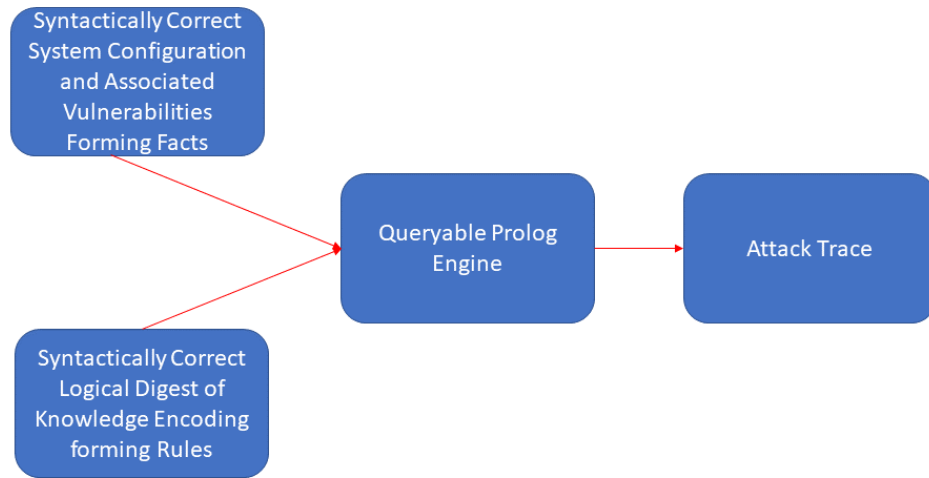 Syntactically Correct
System Configuration
and Associated
Vulnerabilities
Forming Facts
Queryable Prolog
Engine
Attack Trace
Syntactically Correct
Logical Digest of
Knowledge Encoding
forming Rules